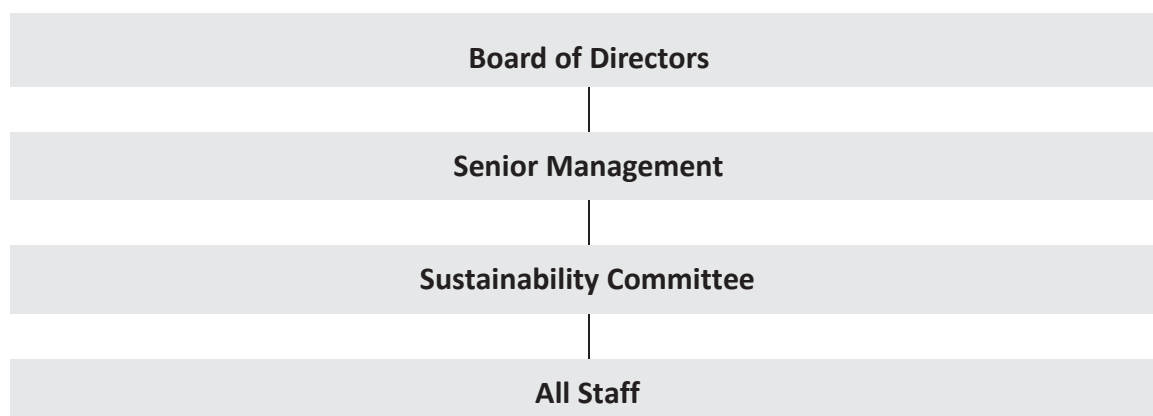 Board of Directors
Senior Management
Sustainability Committee
All Staff